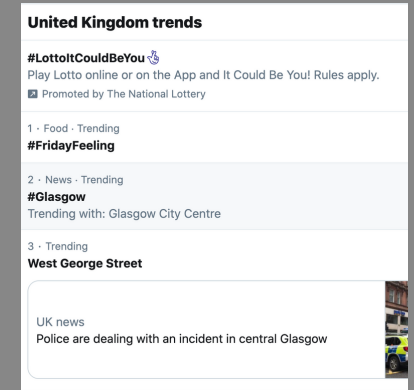 United Kingdom trends
#LottoItCouldBeYou
Play Lotto online or on the App and It Could Be You! Rules apply.
Promoted by The National Lottery
1 · Food · Trending
#FridayFeeling
2 · News · Trending
#Glasgow
Trending with: Glasgow City Centre
3 · Trending
West George Street
UK news
Police are dealing with an incident in central Glasgow